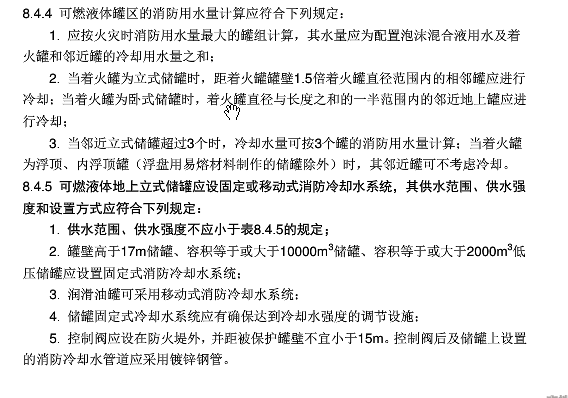 8.4.4 可燃液体罐区的消防用水量计算应符合下列规定：
1. 应按火灾时消防用水量最大的罐组计算，其水量应为配置泡沫混合液用水及着
火罐和邻近罐的冷却用水量之和；
2. 当着火罐为立式储罐时，距着火罐罐壁1.5倍着火罐直径范围内的相邻罐应进行
冷却；当着火罐为卧式储罐时，着火罐直径与长度之和的一半范围内的邻近地上罐应进
行冷却；
3. 当邻近立式储罐超过3个时，冷却水量可按3个罐的消防用水量计算；当着火罐
为浮顶、内浮顶罐（浮盘用易熔材料制作的储罐除外）时，其邻近罐可不考虑冷却。
8.4.5 可燃液体地上立式储罐应设固定或移动式消防冷却水系统，其供水范围、供水强
度和设置方式应符合下列规定：
1. 供水范围、供水强度不应小于表8.4.5的规定；
2. 罐壁高于17m储罐、容积等于或大于10000m³储罐、容积等于或大于2000m³低
压储罐应设置固定式消防冷却水系统；
3. 润滑油罐可采用移动式消防冷却水系统；
4. 储罐固定式冷却水系统应有确保达到冷却水强度的调节设施；
5. 控制阀应设在防火堤外，并距被保护罐壁不宜小于15m。控制阀后及储罐上设置
的消防冷却水管道应采用镀锌钢管。